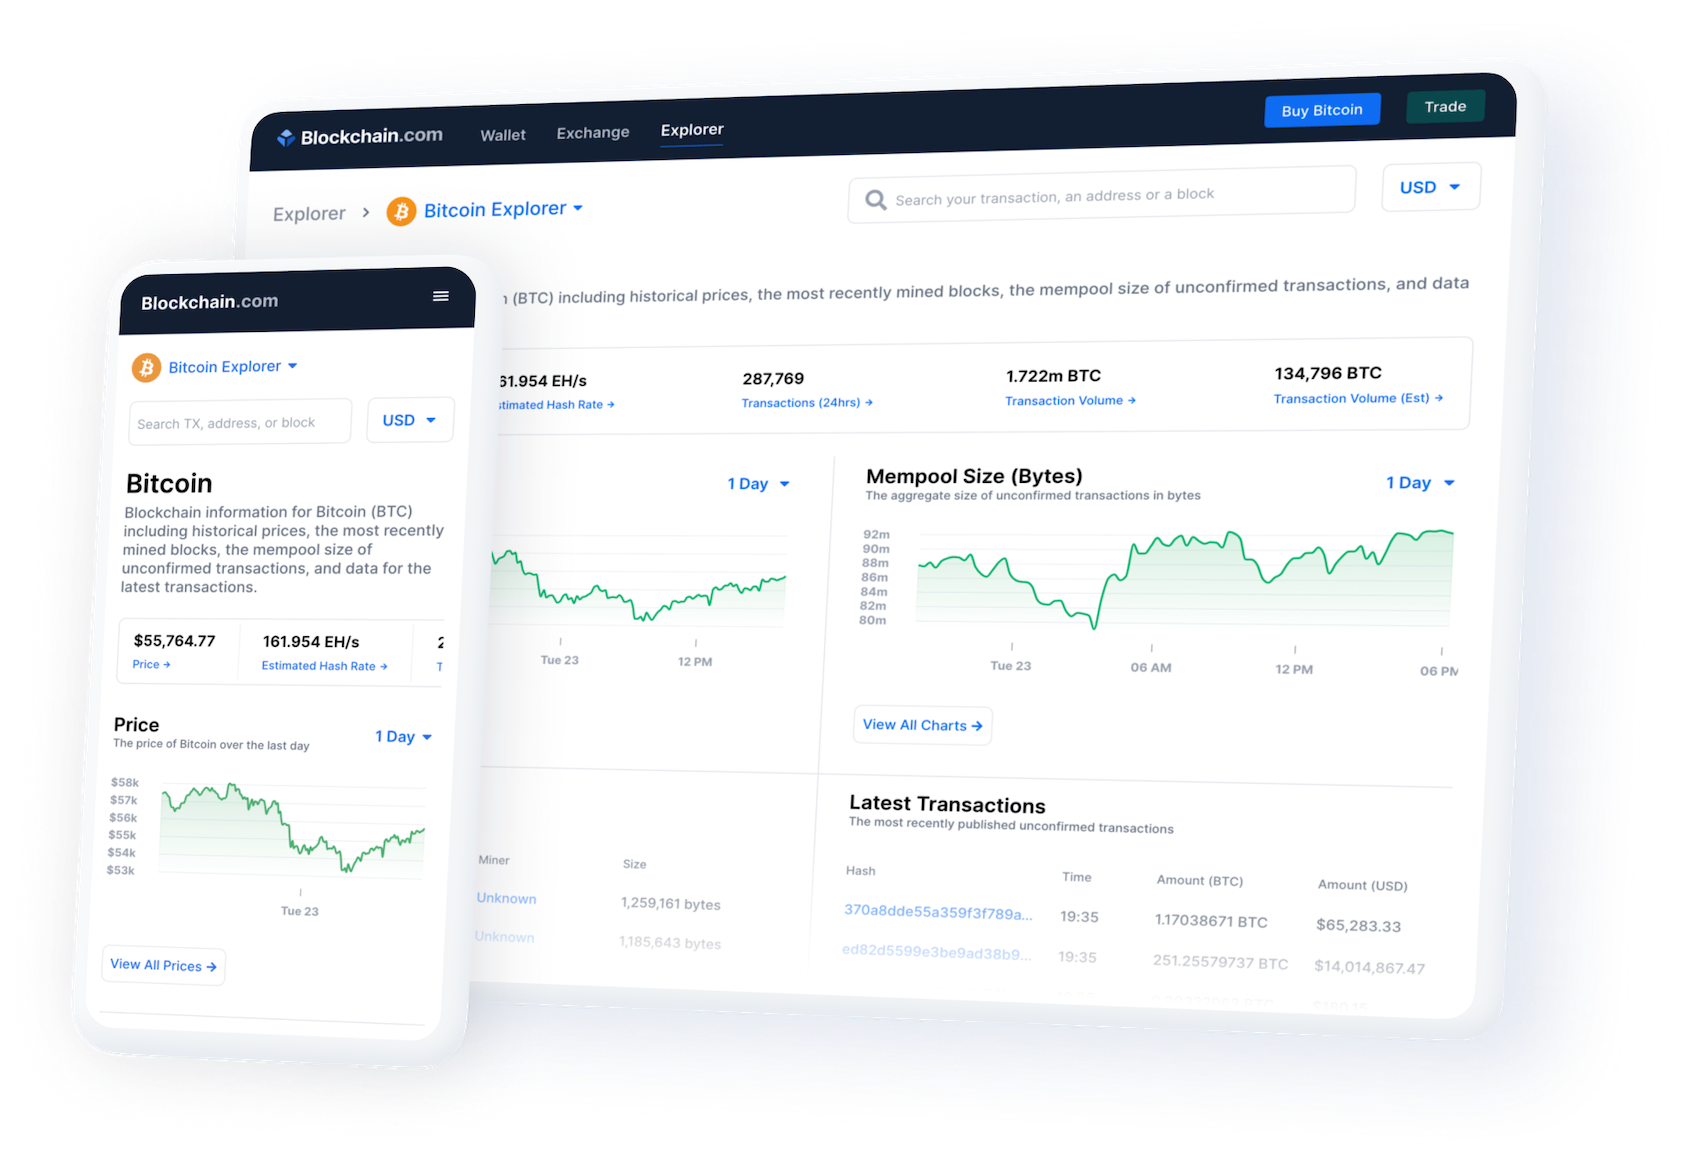 Blockchain.com Wallet Exchange Explorer Buy Bitcoin Trade
Explorer > Bitcoin Explorer Search your transaction, an address or a block USD
(BTC) including historical prices, the most recently mined blocks, the mempool size of unconfirmed transactions, and data
61.954 EH/s 287,769 1.722m BTC 134,796 BTC
timated Hash Rate → Transactions (24hrs) → Transaction Volume → Transaction Volume (Est) →
1 Day
Tue 23 12 PM
Mempool Size (Bytes) 1 Day
The aggregate size of unconfirmed transactions in bytes
92m
90m
88m
86m
84m
82m
80m
Tue 23 06 AM 12 PM 06 PM
View All Charts →
Miner Size
Unknown 1,259,161 bytes
Unknown 1,185,643 bytes
Latest Transactions
The most recently published unconfirmed transactions
Hash Time Amount (BTC) Amount (USD)
370a8dde55a359f3f789a... 19:35 1.17038671 BTC $65,283.33
ed82d5599e3be9ad38b9... 19:35 251.25579737 BTC $14,014,867.47
Blockchain.com
Bitcoin Explorer
Search TX, address, or block USD
Bitcoin
Blockchain information for Bitcoin (BTC)
including historical prices, the most recently
mined blocks, the mempool size of
unconfirmed transactions, and data for the
latest transactions.
$55,764.77 161.954 EH/s 2
Price → Estimated Hash Rate → T
Price 1 Day
The price of Bitcoin over the last day
$58k
$57k
$56k
$55k
$54k
$53k
Tue 23
View All Prices →